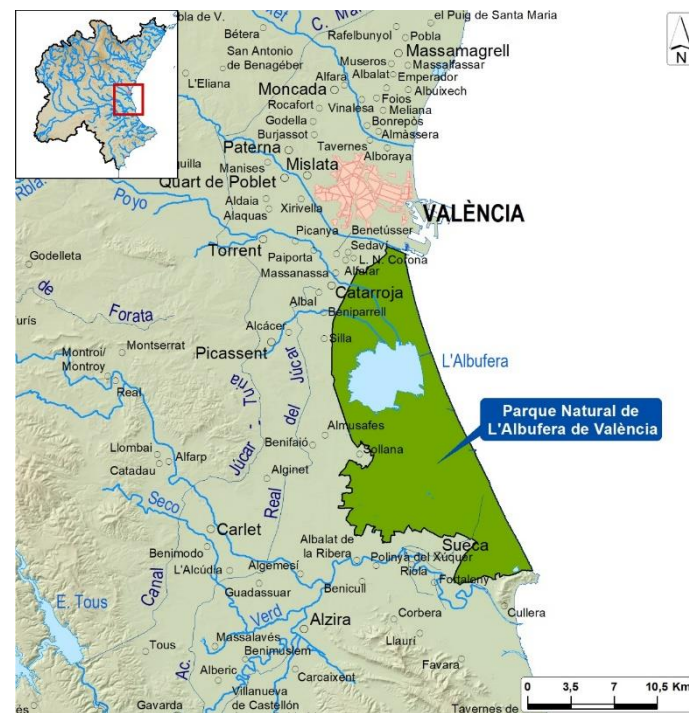 bla de V.
Bétera
el Puig de Santa Maria
Rafelbunyol
Pobla
San Antonio
de Benagéber
Museros
Massamagrell
Massalfassar
Alfara
Albalat
Emperador
L'Eliana
Moncada
Albuixech
Rocafort
Vinalesa
Foios
Meliana
Godella
Bonrepòs
Burjassot
Almàssera
Paterna
Tavernes
Alboraya
Manises
Mislata
Quart de Poblet
Rbla.
Poyo
Aldaia
Alaquas
Xirivella
VALÈNCIA
Picanya
Benetússer
Torrent
Sedaví
Paiporta
L. N. Corona
Massanassa
Alfafar
Godelleta
Catarroja
Albal
Beniparrell
de
Forata
Alcácer
Silla
L'Albufera
Montserrat
Picassent
Montroi/
Montroy
Real
Júcar - Turia
Real del Júcar
Parque Natural de
L'Albufera de València
Almusafes
Benifaió
Sollana
Llombai
Alfarp
Catadau
Alginet
Seco
Carlet
Albalat de
la Ribera
Sueca
Benimodo
Polinya del Xúquer
L'Alcúdia
Algemesí
Riola
Fortaleny
Guadassuar
Benicull
E. Tous
Canal
Verd
Corbera
Cullera
Alzira
Tous
Massalavés
Llaurí
Benimuslem
Favara
Ac.
Alberic
Carcaixent
Villanueva
de Castellón
Gavarda
Tavernes de
N
0 3,5 7 10,5 Km